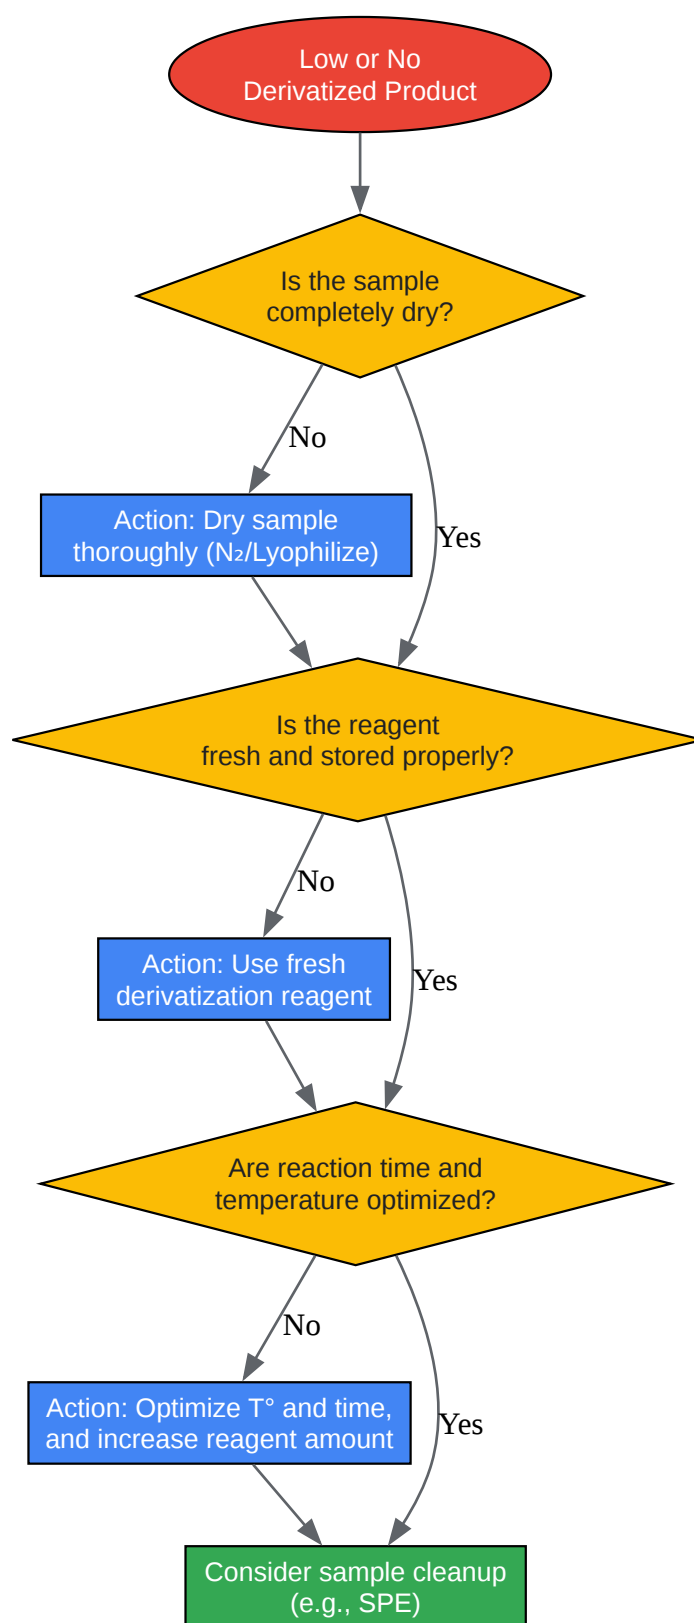 Low or No
Derivatized Product
Is the sample
completely dry?
No
Action: Dry sample
thoroughly (N₂/Lyophilize)
Yes
Is the reagent
fresh and stored properly?
No
Action: Use fresh
derivatization reagent
Yes
Are reaction time and
temperature optimized?
No
Action: Optimize T° and time,
and increase reagent amount
Yes
Consider sample cleanup
(e.g., SPE)